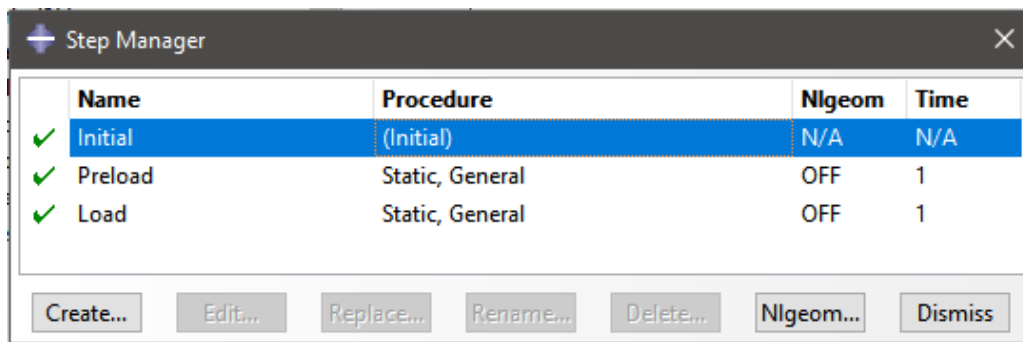 Step Manager
Name Procedure Nlgeom Time
Initial (Initial) N/A N/A
Preload Static, General OFF 1
Load Static, General OFF 1
Create... Edit... Replace... Rename... Delete... Nlgeom... Dismiss